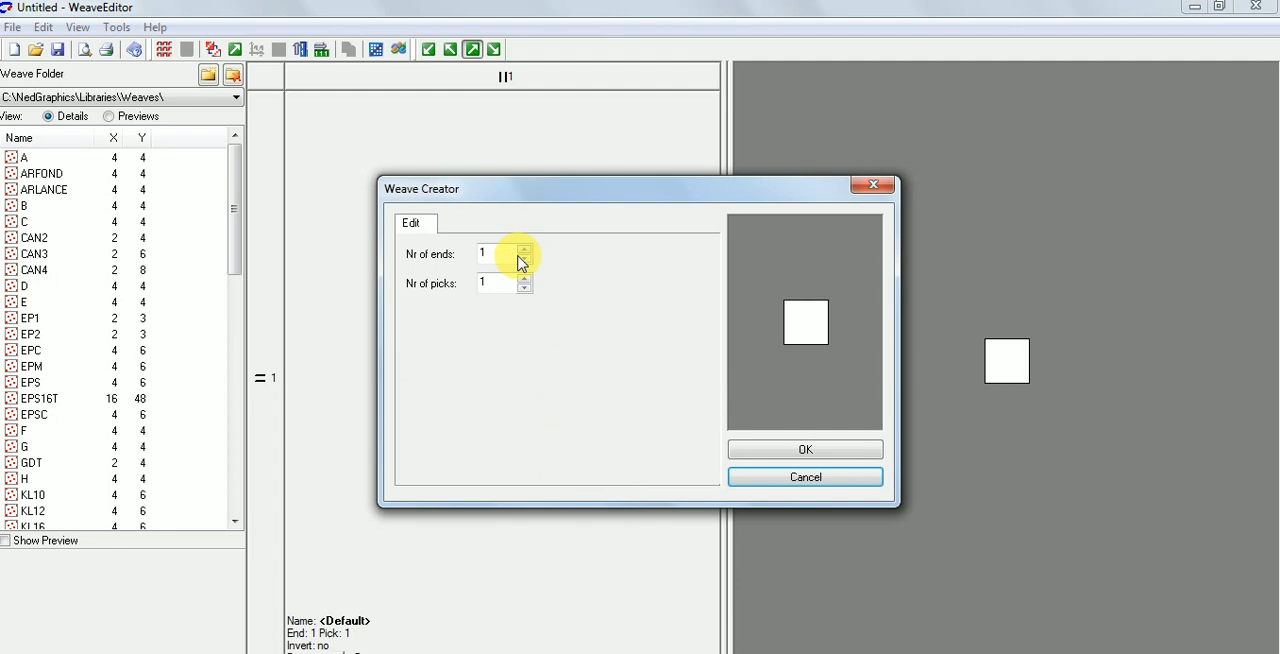 Untitled - WeaveEditor
File Edit View Tools Help
Weave Folder
C:\NedGraphics\Libraries\Weaves\
View: Details Previews
Name X Y
A 4 4
ARFOND 4 4
ARLANCE 4 4
B 4 4
C 4 4
CAN2 2 4
CAN3 2 6
CAN4 2 8
D 4 4
E 4 4
EP1 2 3
EP2 2 3
EPC 4 6
EPM 4 6
EPS 4 6
EPS16T 16 48
EPSC 4 6
F 4 4
G 4 4
GDT 2 4
H 4 4
KL10 4 6
KL12 4 6
KL16 4 6
Show Preview
1
1
Weave Creator
Edit
Nr of ends: 1
Nr of picks: 1
OK
Cancel
Name: <Default>
End: 1 Pick: 1
Invert: no